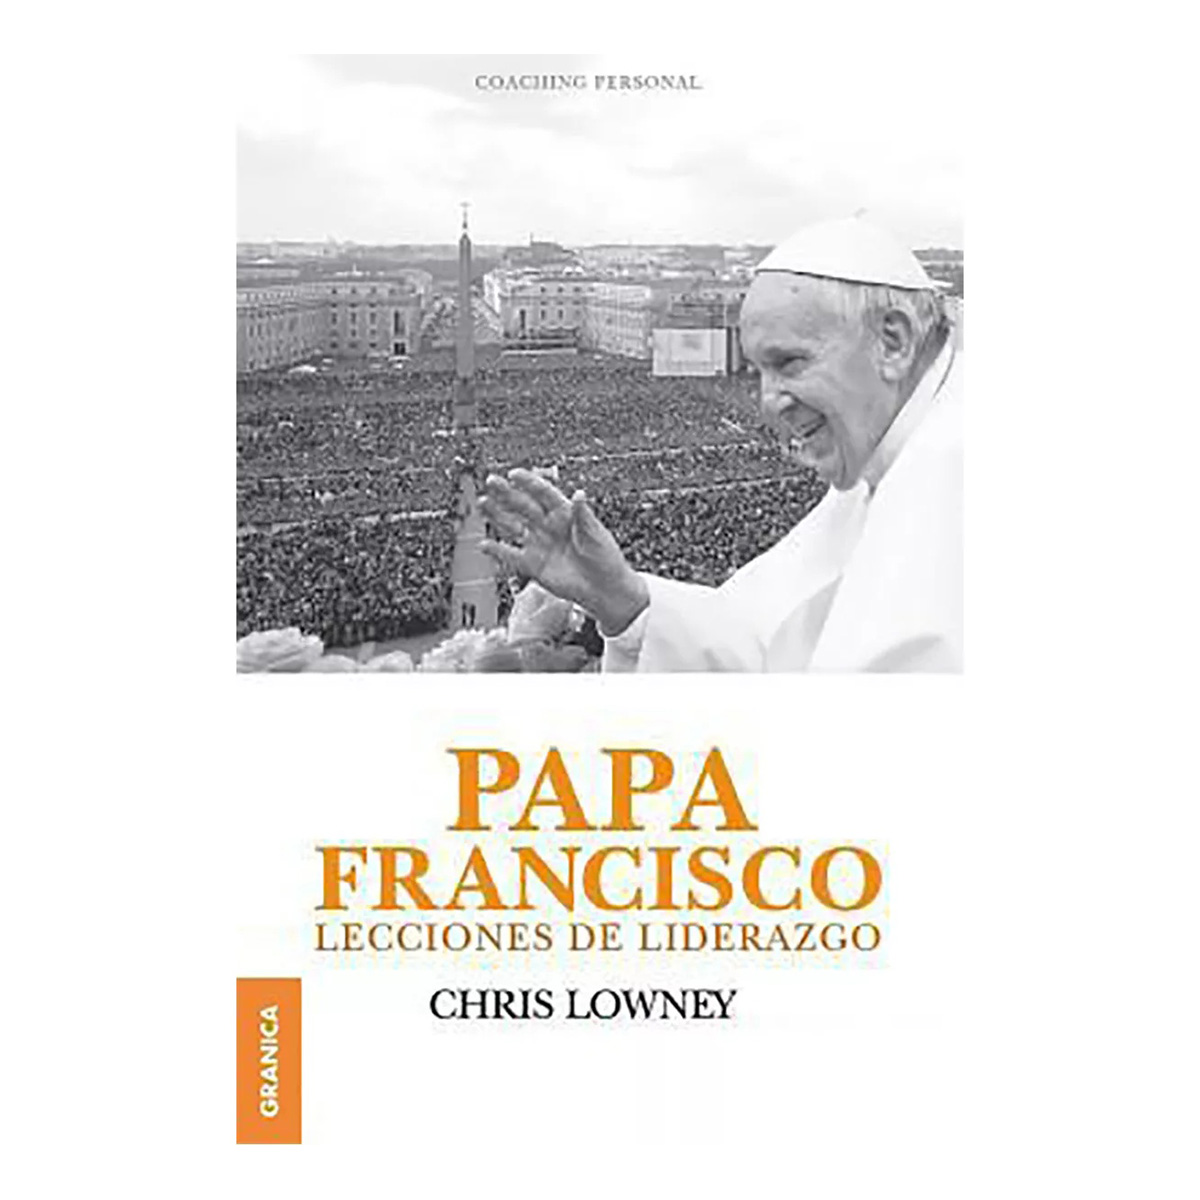 COACHING PERSONAL
PAPA
FRANCISCO
LECCIONES DE LIDERAZGO
CHRIS LOWNEY
GRANICA